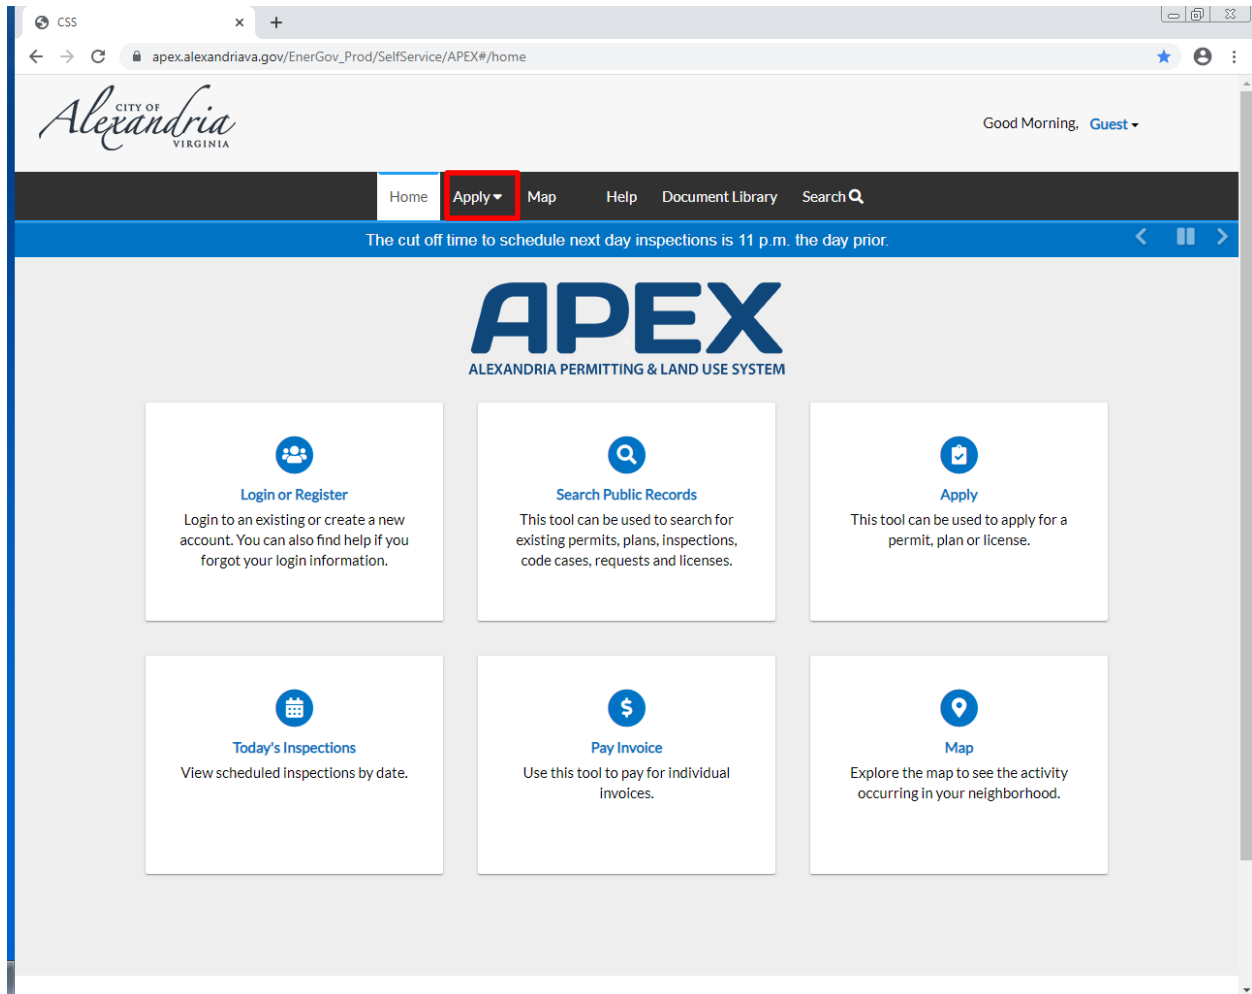 CSS
apex.alexandriava.gov/EnerGov_Prod/SelfService/APEX#/home
CITY OF
Alexandria
VIRGINIA
Good Morning, Guest
Home Apply Map Help Document Library Search
The cut off time to schedule next day inspections is 11 p.m. the day prior.
APEX
ALEXANDRIA PERMITTING & LAND USE SYSTEM
Login or Register
Login to an existing or create a new
account. You can also find help if you
forgot your login information.
Search Public Records
This tool can be used to search for
existing permits, plans, inspections,
code cases, requests and licenses.
Apply
This tool can be used to apply for a
permit, plan or license.
Today's Inspections
View scheduled inspections by date.
Pay Invoice
Use this tool to pay for individual
invoices.
Map
Explore the map to see the activity
occurring in your neighborhood.